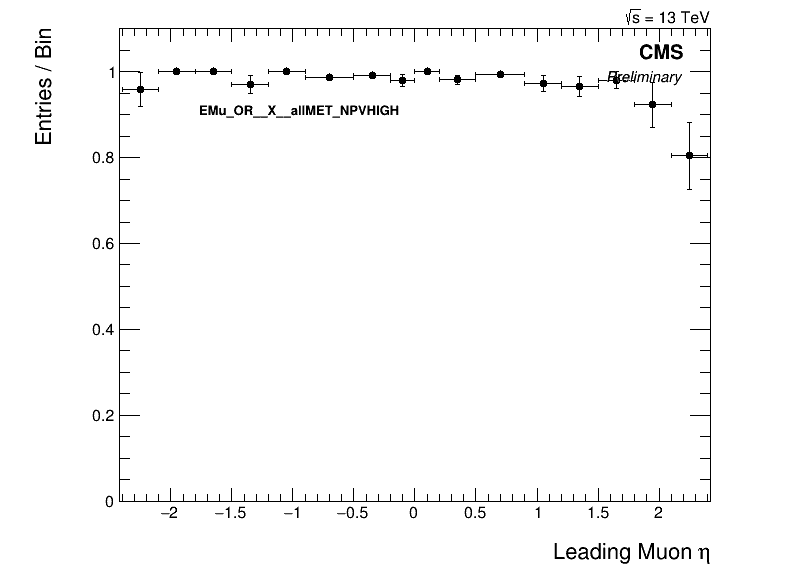 √s = 13 TeV
CMS
Preliminary
EMu_OR__X__allMET_NPVHIGH
Entries / Bin
1
0.8
0.6
0.4
0.2
0
−2 −1.5 −1 −0.5 0 0.5 1 1.5 2
Leading Muon η